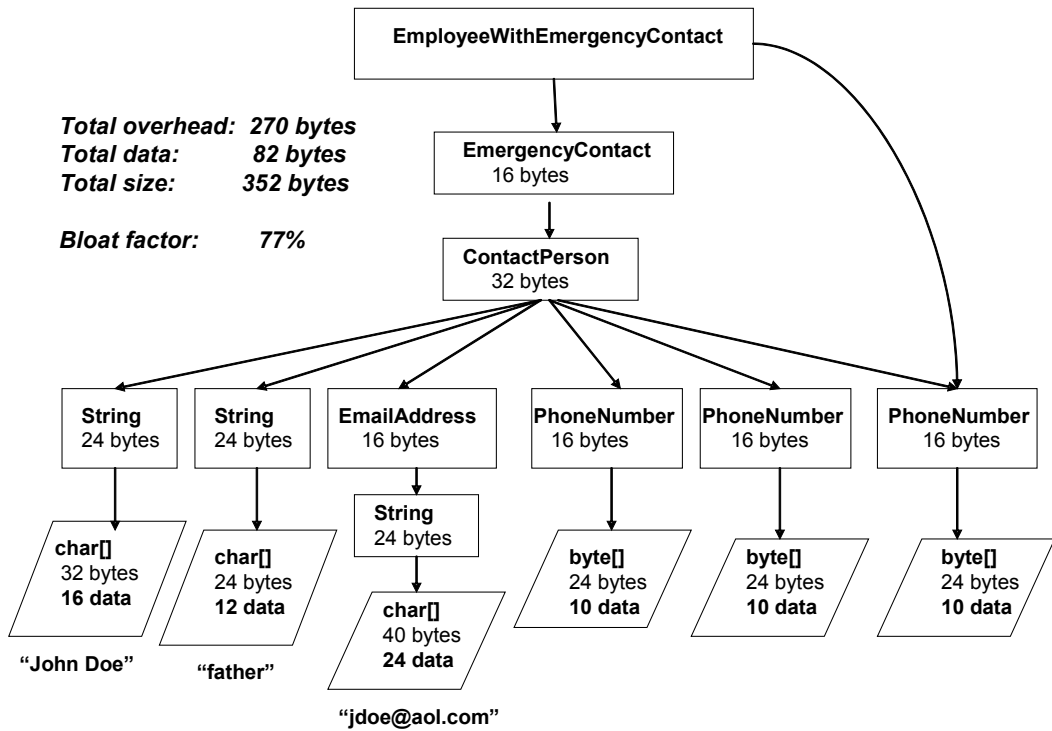 EmployeeWithEmergencyContact
Total overhead: 270 bytes
Total data: 82 bytes
Total size: 352 bytes
Bloat factor: 77%
EmergencyContact
16 bytes
ContactPerson
32 bytes
String
24 bytes
String
24 bytes
EmailAddress
16 bytes
PhoneNumber
16 bytes
PhoneNumber
16 bytes
PhoneNumber
16 bytes
String
24 bytes
char[]
32 bytes
16 data
char[]
24 bytes
12 data
char[]
40 bytes
24 data
byte[]
24 bytes
10 data
byte[]
24 bytes
10 data
byte[]
24 bytes
10 data
“John Doe”
“father”
“jdoe@aol.com”